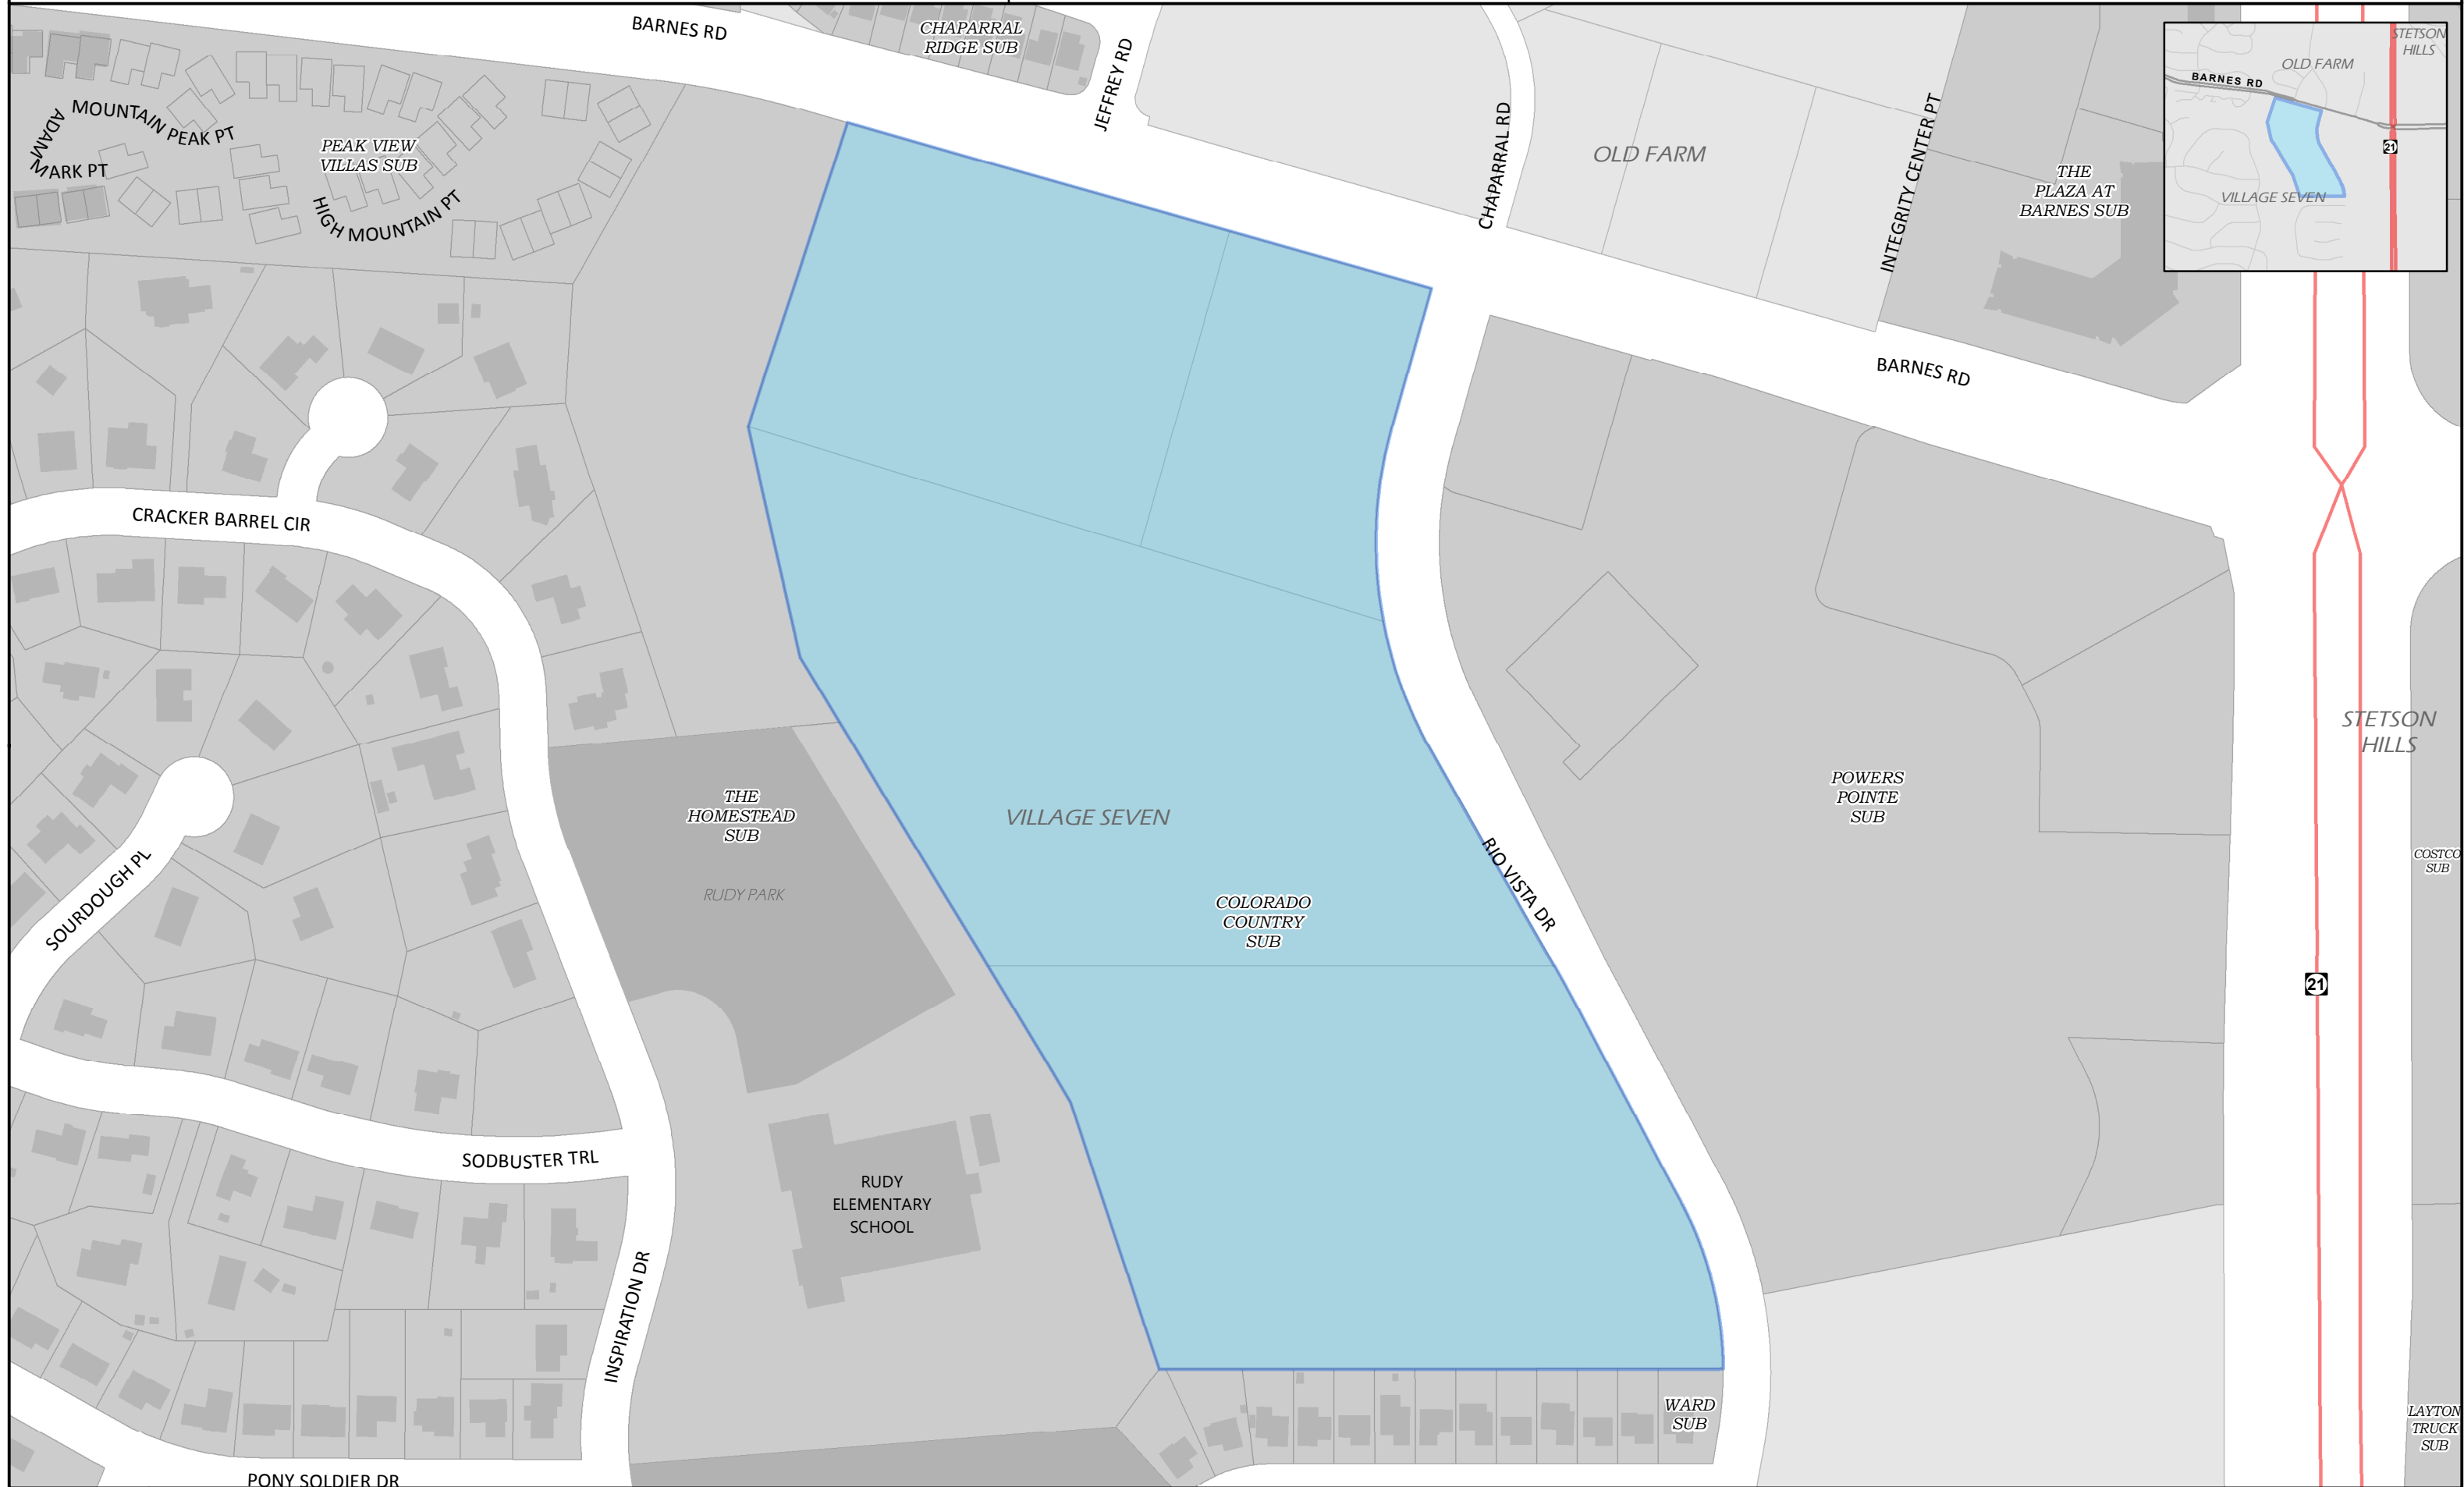 BARNES RD
CHAPARRAL
RIDGE SUB
JEFFREY RD
STETSON
HILLS
OLD FARM
BARNES RD
21
VILLAGE SEVEN
ADAM
MARK PT
MOUNTAIN PEAK PT
PEAK VIEW
VILLAS SUB
HIGH MOUNTAIN PT
CHAPARRAL RD
OLD FARM
INTEGRITY CENTER PT
THE
PLAZA AT
BARNES SUB
BARNES RD
CRACKER BARREL CIR
STETSON
HILLS
THE
HOMESTEAD
SUB
RUDY PARK
VILLAGE SEVEN
COLORADO
COUNTRY
SUB
RIO VISTA DR
POWERS
POINTE
SUB
COSTCO
SUB
SOURDOUGH PL
21
SODBUSTER TRL
RUDY
ELEMENTARY
SCHOOL
INSPIRATION DR
WARD
SUB
LAYTON
TRUCK
SUB
PONY SOLDIER DR